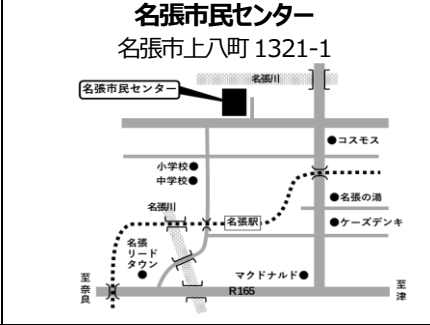 名張市民センター
名張市上八町 1321-1
名張川
名張市民センター
●コスモス
小学校●
中学校●
●名張の湯
名張川
名張駅
●ケーズデンキ
名張
リード
タウン
●
マクドナルド●
至奈良
R165
至津